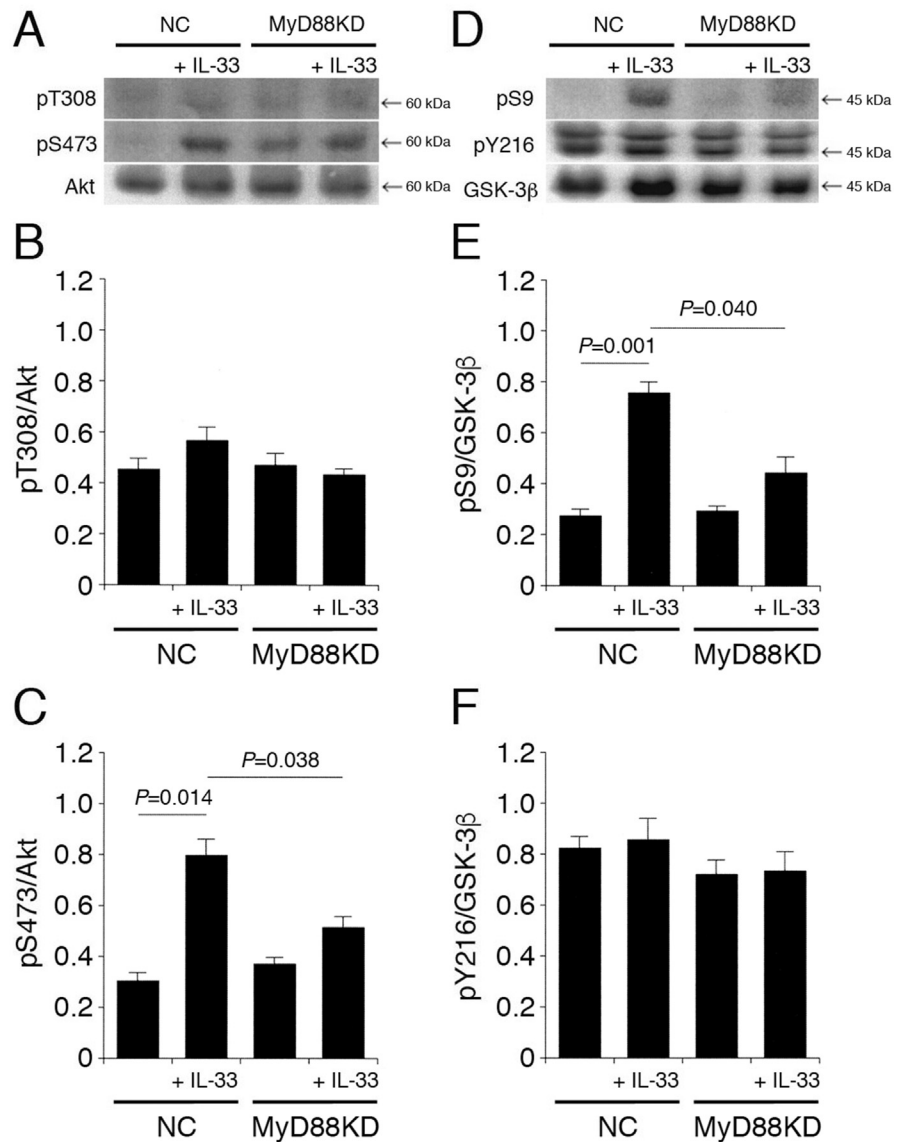 A
NC
MyD88KD
+ IL-33
+ IL-33
pT308
← 60 kDa
pS473
← 60 kDa
Akt
← 60 kDa
D
NC
MyD88KD
+ IL-33
+ IL-33
pS9
← 45 kDa
pY216
← 45 kDa
GSK-3β
← 45 kDa
B
pT308/Akt
1.2
1.0
0.8
0.6
0.4
0.2
0
+ IL-33
+ IL-33
NC
MyD88KD
E
pS9/GSK-3β
1.2
1.0
0.8
0.6
0.4
0.2
0
P=0.040
P=0.001
+ IL-33
+ IL-33
NC
MyD88KD
C
pS473/Akt
1.2
1.0
0.8
0.6
0.4
0.2
0
P=0.038
P=0.014
+ IL-33
+ IL-33
NC
MyD88KD
F
pY216/GSK-3β
1.2
1.0
0.8
0.6
0.4
0.2
0
+ IL-33
+ IL-33
NC
MyD88KD